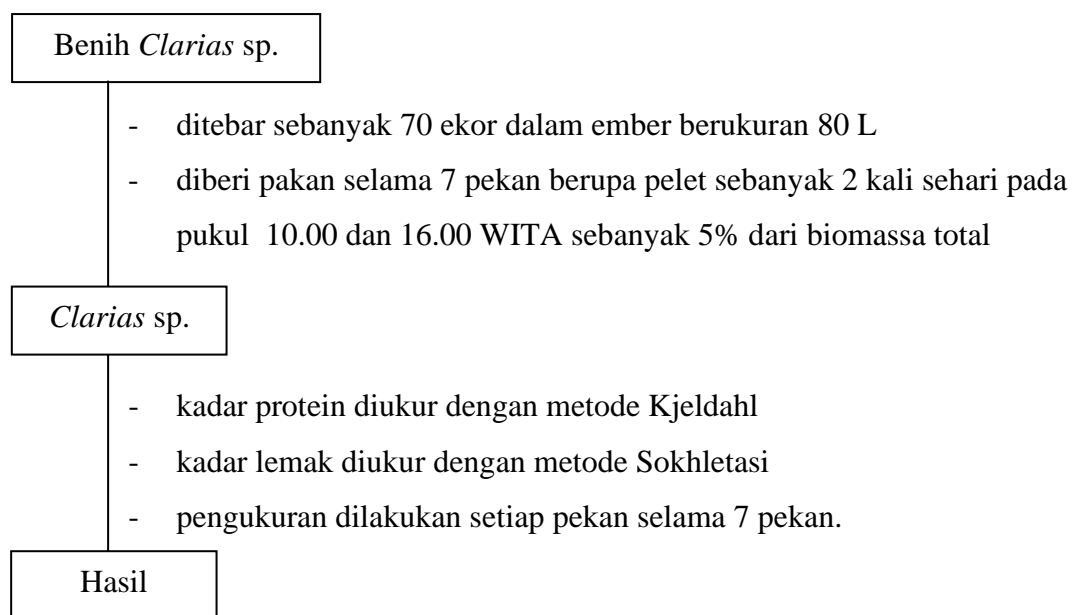 Benih Clarias sp.
- ditebar sebanyak 70 ekor dalam ember berukuran 80 L
- diberi pakan selama 7 pekan berupa pelet sebanyak 2 kali sehari pada
pukul 10.00 dan 16.00 WITA sebanyak 5% dari biomassa total
Clarias sp.
- kadar protein diukur dengan metode Kjeldahl
- kadar lemak diukur dengan metode Sokhletasi
- pengukuran dilakukan setiap pekan selama 7 pekan.
Hasil